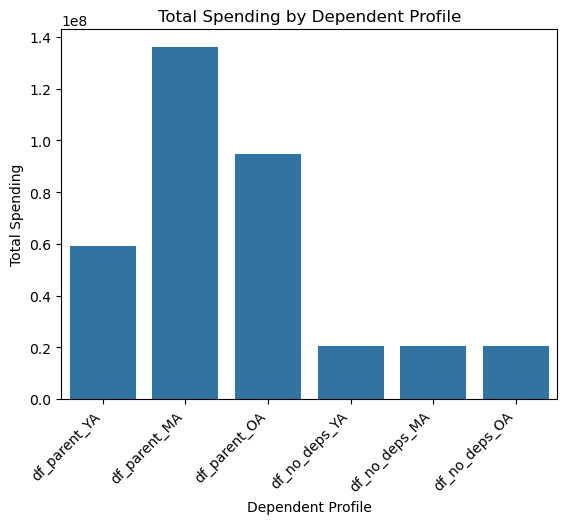 Total Spending by Dependent Profile
1e8
1.4
1.2
1.0
0.8
0.6
0.4
0.2
0.0
Total Spending
df_parent_YA
df_parent_MA
df_parent_OA
df_no_deps_YA
df_no_deps_MA
df_no_deps_OA
Dependent Profile